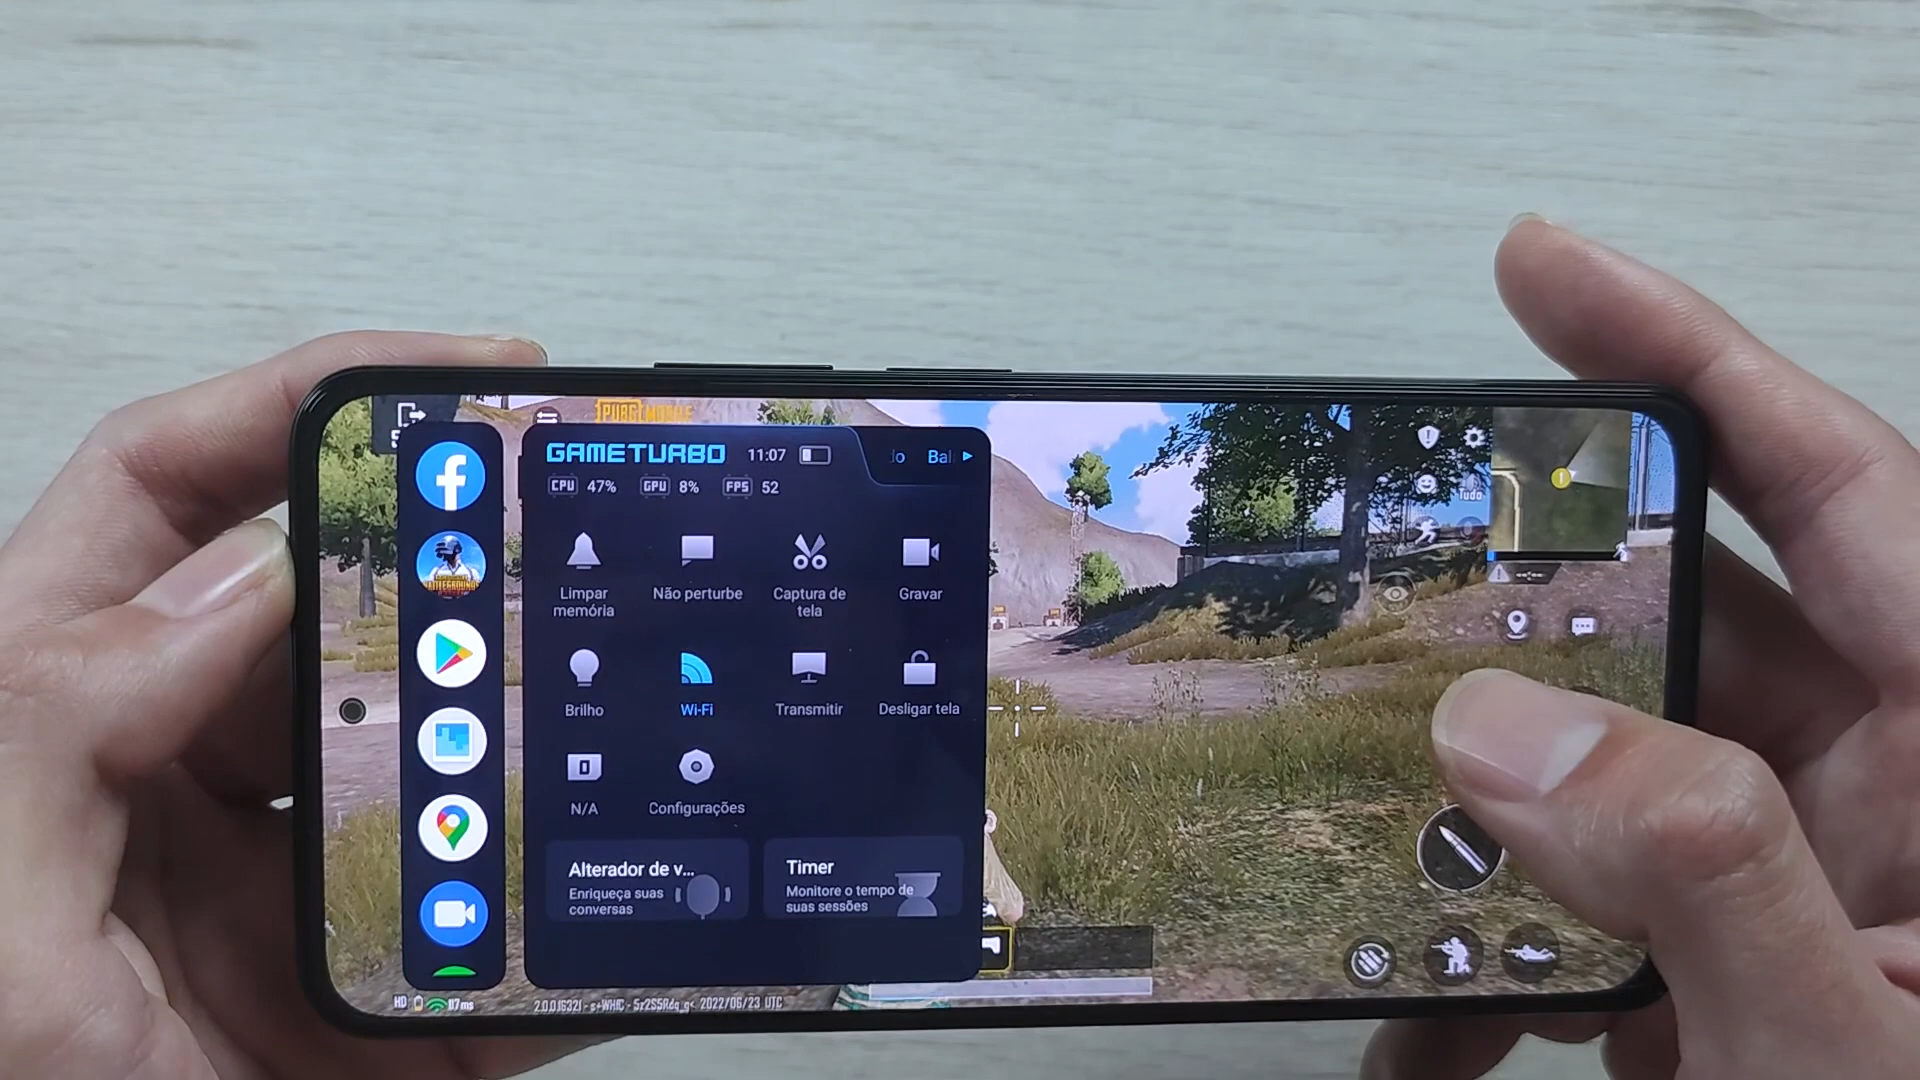 PUBG MOBILE
GAMETURBO 11:07
Bal
CPU 47% GPU 8% FPS 52
Limpar memória
Não perturbe
Captura de tela
Gravar
Brilho
Wi-Fi
Transmitir
Desligar tela
N/A
Configurações
Alterador de v...
Enriqueça suas
conversas
Timer
Monitore o tempo de
suas sessões
Tudo
HD 117ms
2022/06/23 UTC